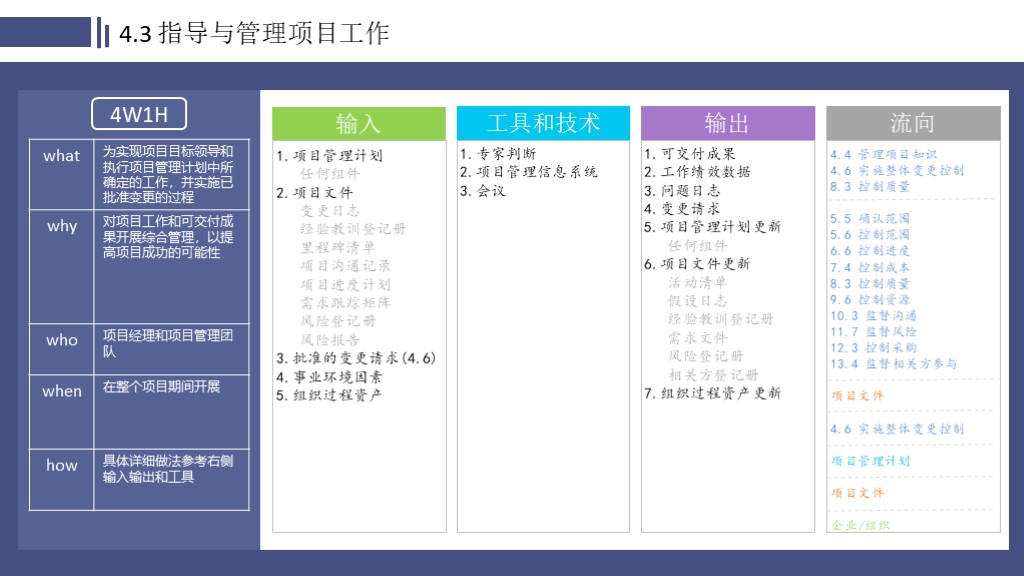 4.3 指导与管理项目工作
4W1H
what
为实现项目目标领导和
执行项目管理计划中所
确定的工作，并实施已
批准变更的过程
why
对项目工作和可交付成
果开展综合管理，以提
高项目成功的可能性
who
项目经理和项目管理团
队
when
在整个项目期间开展
how
具体详细做法参考右侧
输入输出和工具
输入
1. 项目管理计划
任何组件
2. 项目文件
变更日志
经验教训登记册
里程碑清单
项目沟通记录
项目进度计划
需求跟踪矩阵
风险登记册
风险报告
3. 批准的变更请求(4.6)
4. 事业环境因素
5. 组织过程资产
工具和技术
1. 专家判断
2. 项目管理信息系统
3. 会议
输出
1. 可交付成果
2. 工作绩效数据
3. 问题日志
4. 变更请求
5. 项目管理计划更新
任何组件
6. 项目文件更新
活动清单
假设日志
经验教训登记册
需求文件
风险登记册
相关方登记册
7. 组织过程资产更新
流向
4.4 管理项目知识
4.6 实施整体变更控制
8.3 控制质量
5.5 确认范围
5.6 控制范围
6.6 控制进度
7.4 控制成本
8.3 控制质量
9.6 控制资源
10.3 监督沟通
11.7 监督风险
12.3 控制采购
13.4 监督相关方参与
项目文件
4.6 实施整体变更控制
项目管理计划
项目文件
企业/组织